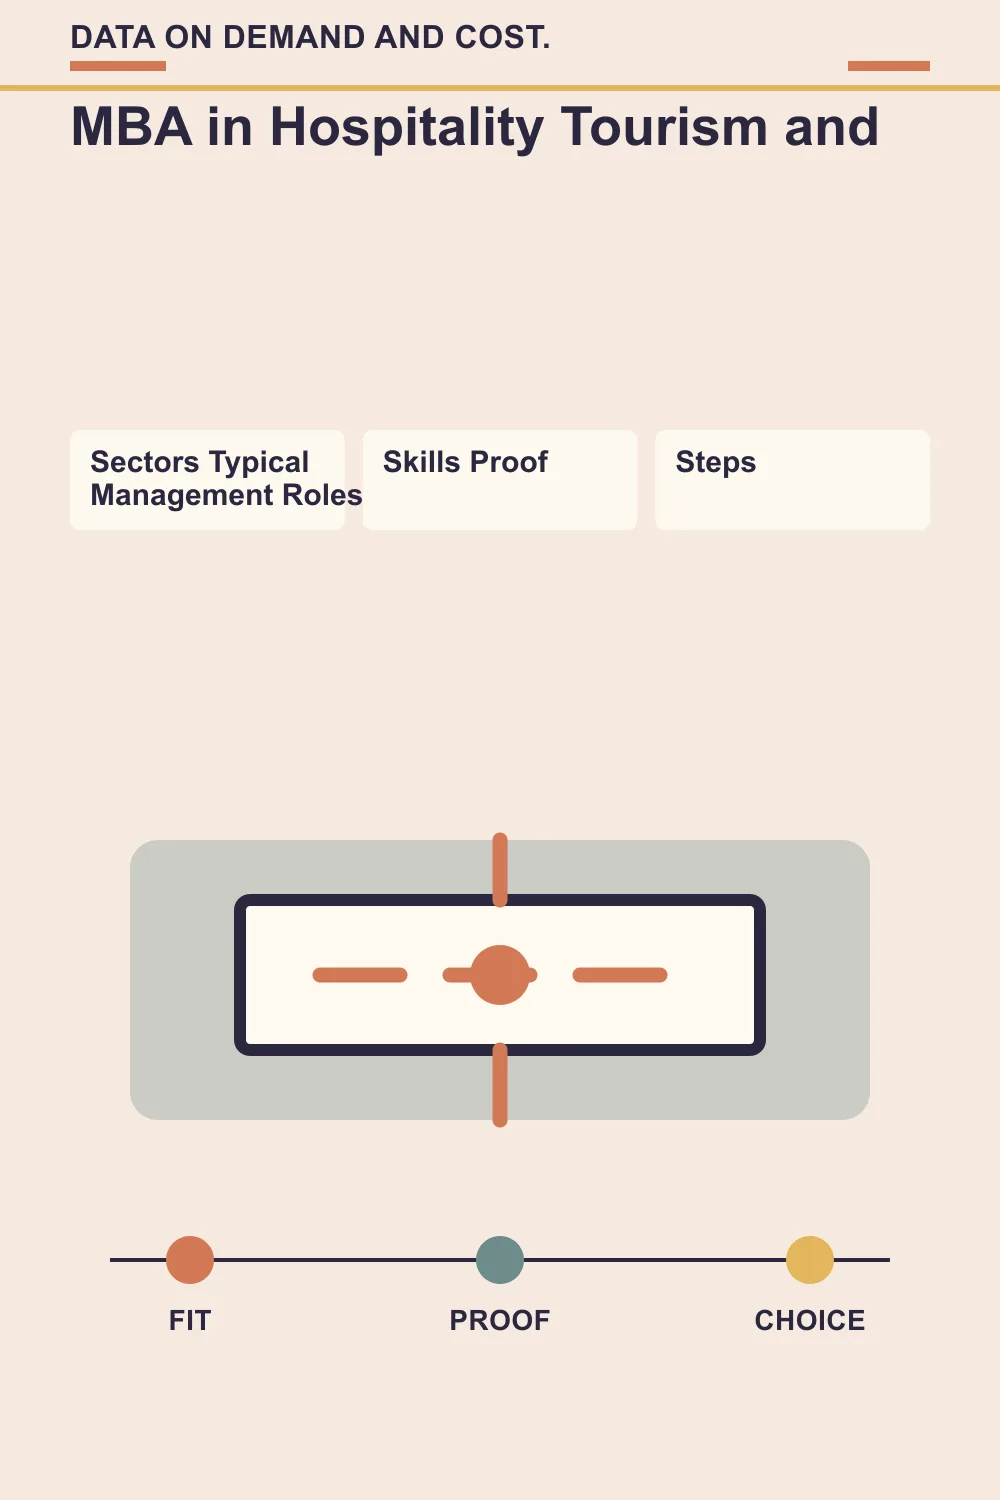 DATA ON DEMAND AND COST.
MBA in Hospitality Tourism and
Sectors Typical
Management Roles
Skills Proof
Steps
FIT
PROOF
CHOICE